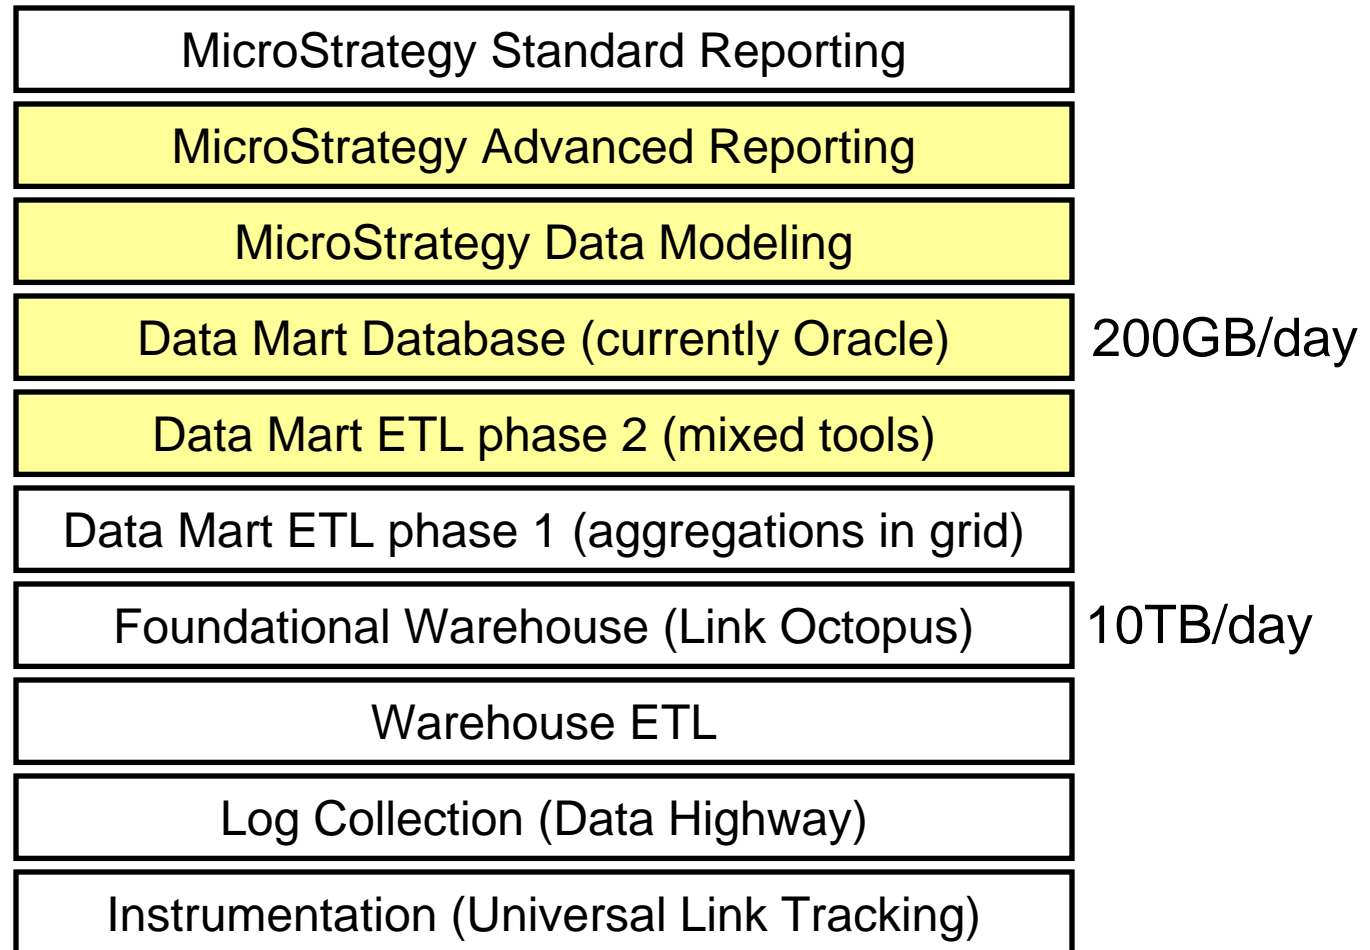 MicroStrategy Standard Reporting
MicroStrategy Advanced Reporting
MicroStrategy Data Modeling
Data Mart Database (currently Oracle) 200GB/day
Data Mart ETL phase 2 (mixed tools)
Data Mart ETL phase 1 (aggregations in grid)
Foundational Warehouse (Link Octopus) 10TB/day
Warehouse ETL
Log Collection (Data Highway)
Instrumentation (Universal Link Tracking)